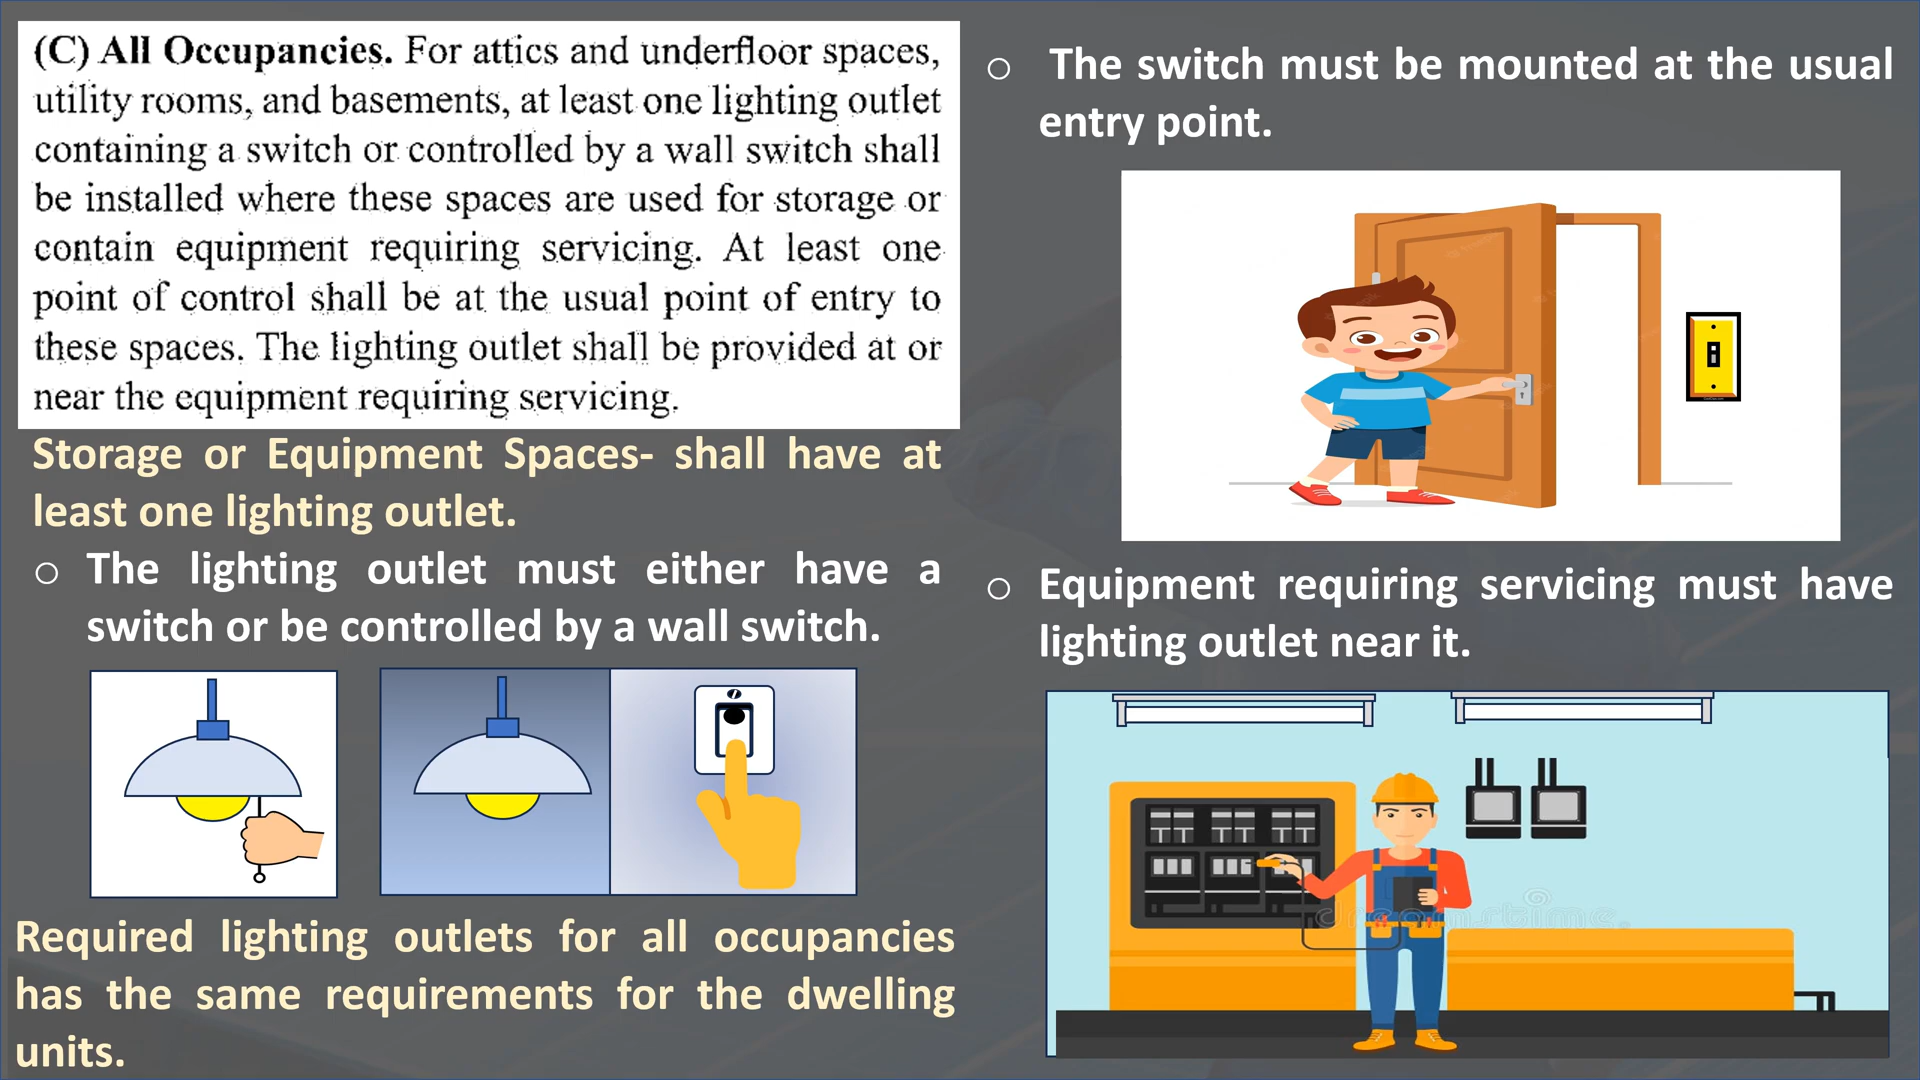 (C) All Occupancies. For attics and underfloor spaces,
utility rooms, and basements, at least one lighting outlet
containing a switch or controlled by a wall switch shall
be installed where these spaces are used for storage or
contain equipment requiring servicing. At least one
point of control shall be at the usual point of entry to
these spaces. The lighting outlet shall be provided at or
near the equipment requiring servicing.
Storage or Equipment Spaces- shall have at
least one lighting outlet.
o The lighting outlet must either have a
switch or be controlled by a wall switch.
Required lighting outlets for all occupancies
has the same requirements for the dwelling
units.
o The switch must be mounted at the usual
entry point.
o Equipment requiring servicing must have
lighting outlet near it.
dreamstime.